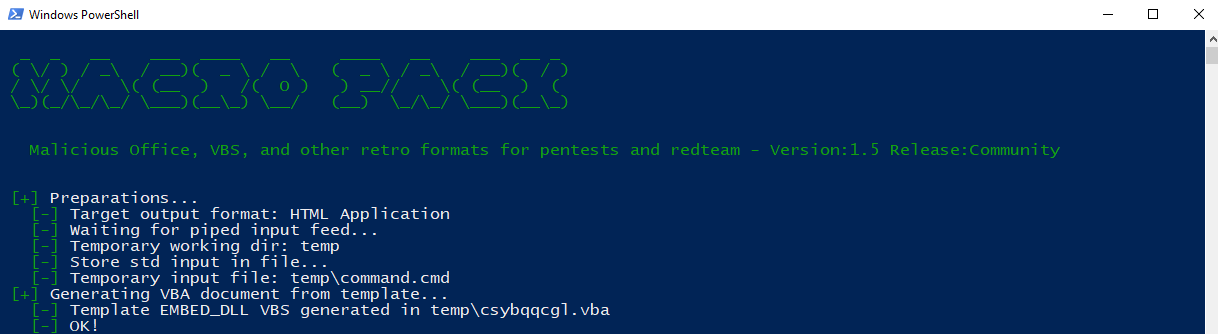 Windows PowerShell
MACRO PACK
Malicious Office, VBS, and other retro formats for pentests and redteam - Version:1.5 Release:Community
[+] Preparations...
[-] Target output format: HTML Application
[-] Waiting for piped input feed...
[-] Temporary working dir: temp
[-] Store std input in file...
[-] Temporary input file: temp\command.cmd
[+] Generating VBA document from template...
[-] Template EMBED_DLL VBS generated in temp\csybqqcgl.vba
[-] OK!